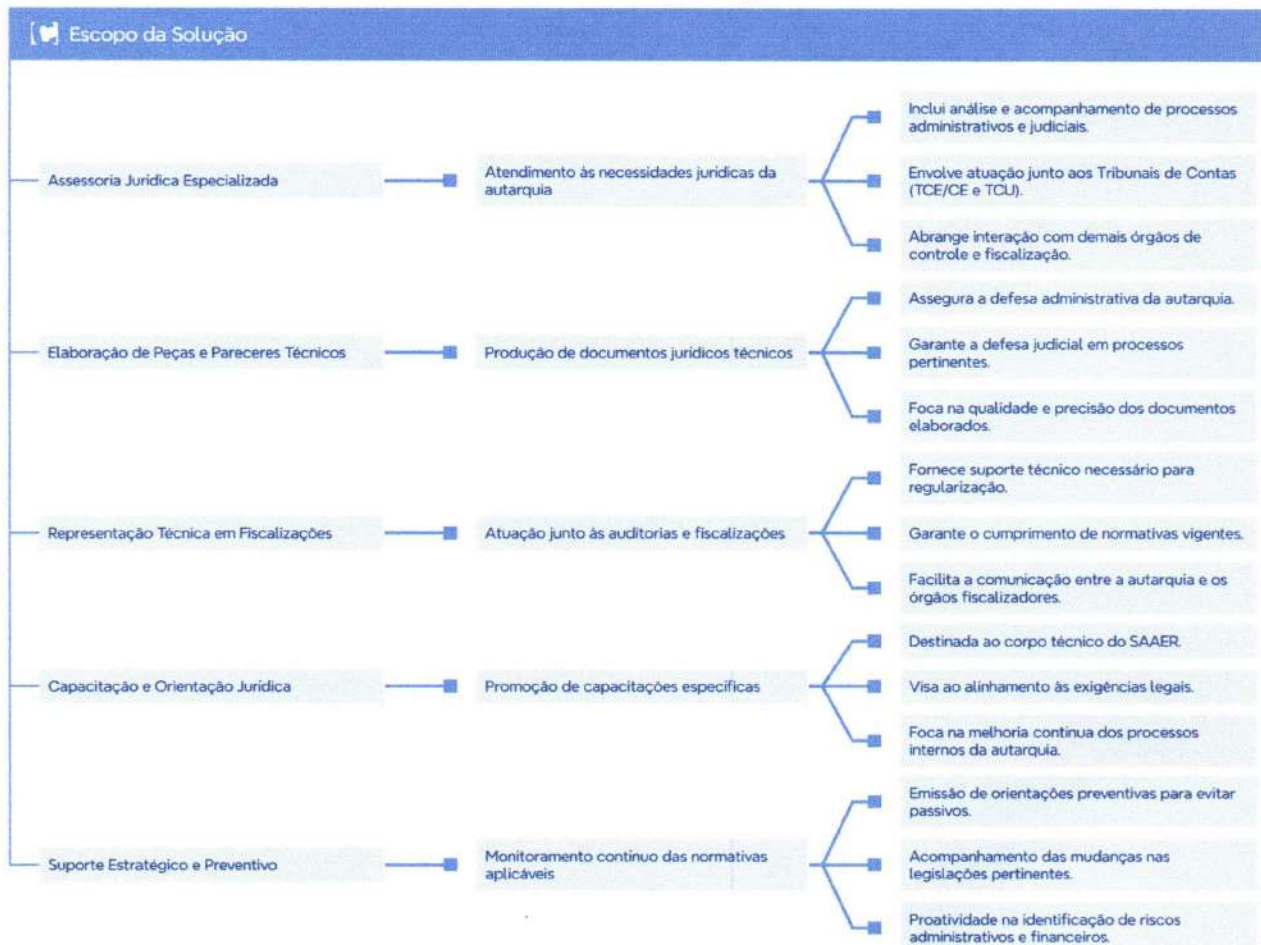 Escopo da Solução
Assessoria Jurídica Especializada
Atendimento às necessidades jurídicas da
autarquia
Inclui análise e acompanhamento de processos
administrativos e judiciais.
Envolve atuação junto aos Tribunais de Contas
(TCE/CE e TCU).
Abrange interação com demais órgãos de
controle e fiscalização.
Elaboração de Peças e Pareceres Técnicos
Produção de documentos jurídicos técnicos
Assegura a defesa administrativa da autarquia.
Garante a defesa judicial em processos
pertinentes.
Foca na qualidade e precisão dos documentos
elaborados.
Representação Técnica em Fiscalizações
Atuação junto às auditorias e fiscalizações
Fornece suporte técnico necessário para
regularização.
Garante o cumprimento de normativas vigentes.
Facilita a comunicação entre a autarquia e os
órgãos fiscalizadores.
Capacitação e Orientação Jurídica
Promoção de capacitações específicas
Destinada ao corpo técnico do SAAER.
Visa ao alinhamento às exigências legais.
Foca na melhoria contínua dos processos
internos da autarquia.
Suporte Estratégico e Preventivo
Monitoramento contínuo das normativas
aplicáveis
Emissão de orientações preventivas para evitar
passivos.
Acompanhamento das mudanças nas
legislações pertinentes.
Proatividade na identificação de riscos
administrativos e financeiros.